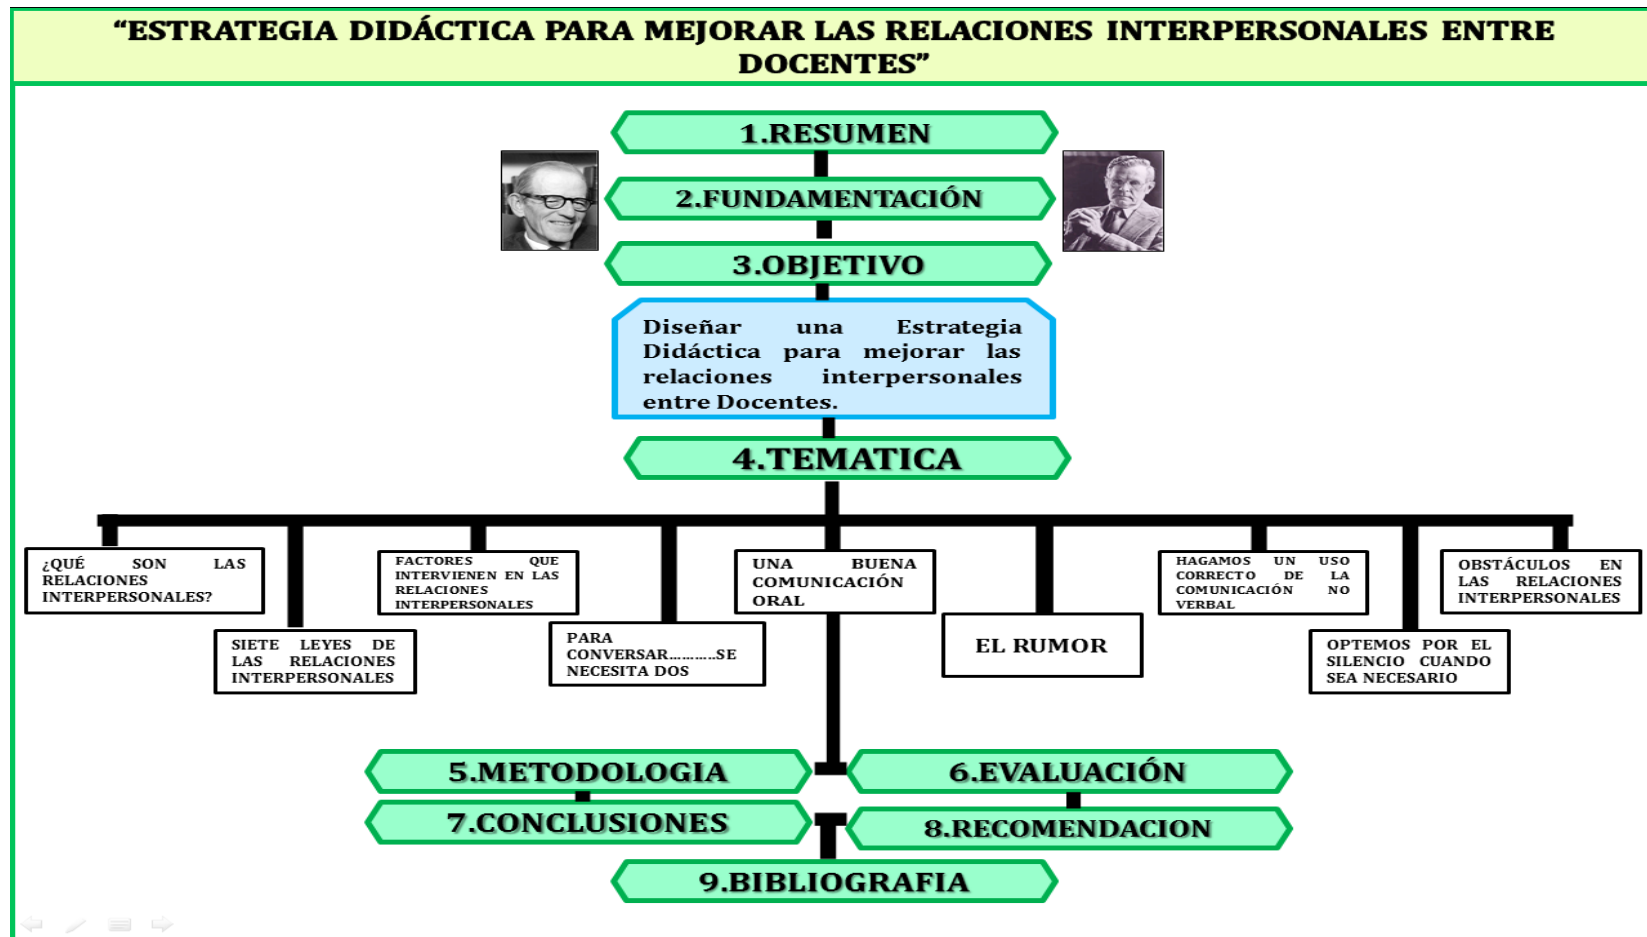 “ESTRATEGIA DIDÁCTICA PARA MEJORAR LAS RELACIONES INTERPERSONALES ENTRE
DOCENTES”
1.RESUMEN
2.FUNDAMENTACIÓN
3.OBJETIVO
Diseñar una Estrategia
Didáctica para mejorar las
relaciones interpersonales
entre Docentes.
4.TEMATICA
¿QUÉ SON LAS
RELACIONES
INTERPERSONALES?
SIETE LEYES DE
LAS RELACIONES
INTERPERSONALES
FACTORES QUE
INTERVIENEN EN LAS
RELACIONES
INTERPERSONALES
PARA
CONVERSAR...........SE
NECESITA DOS
UNA BUENA
COMUNICACIÓN
ORAL
EL RUMOR
HAGAMOS UN USO
CORRECTO DE LA
COMUNICACIÓN NO
VERBAL
OPTEMOS POR EL
SILENCIO CUANDO
SEA NECESARIO
OBSTÁCULOS EN
LAS RELACIONES
INTERPERSONALES
5.METODOLOGIA
6.EVALUACIÓN
7.CONCLUSIONES
8.RECOMENDACION
9.BIBLIOGRAFIA